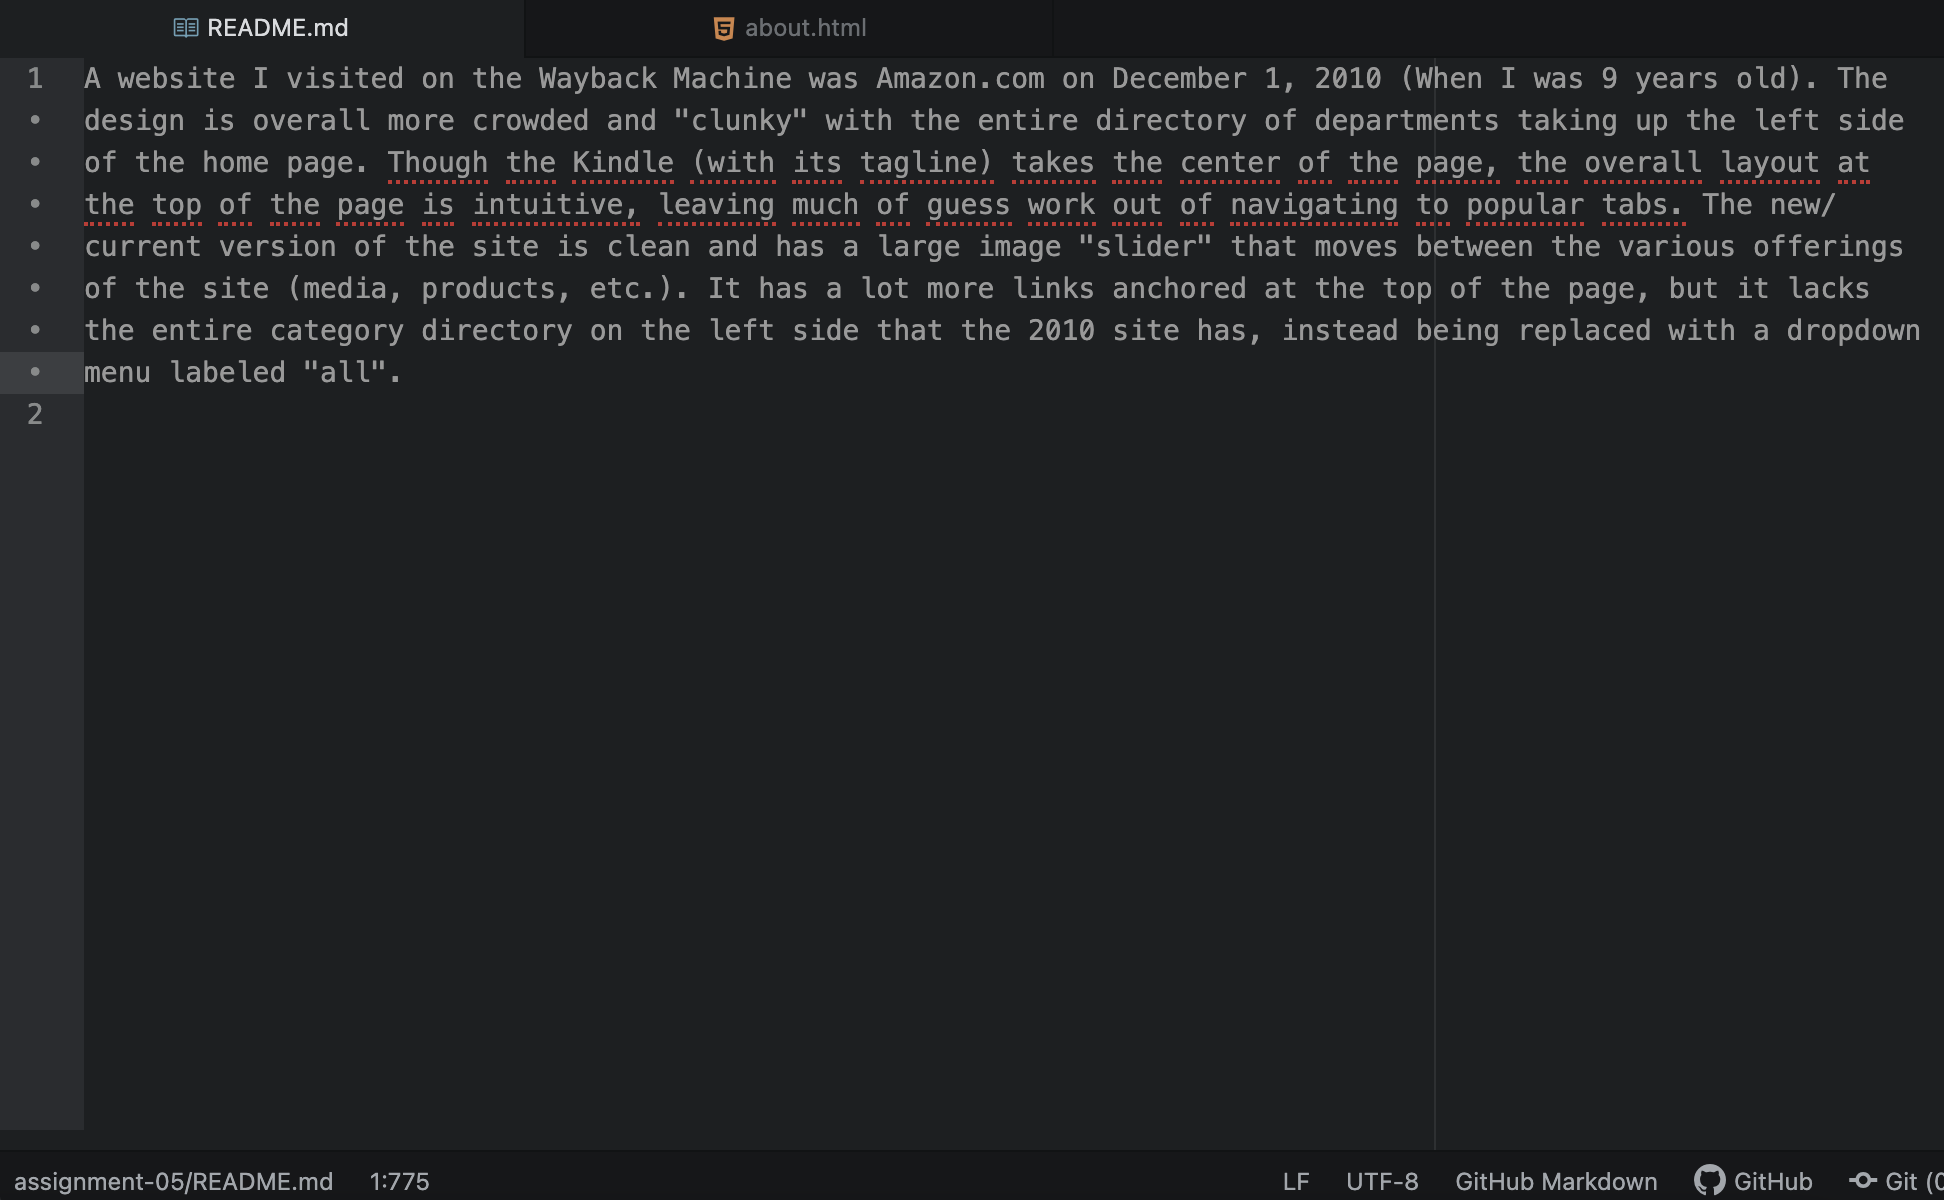 README.md
about.html
1 A website I visited on the Wayback Machine was Amazon.com on December 1, 2010 (When I was 9 years old). The
• design is overall more crowded and "clunky" with the entire directory of departments taking up the left side
• of the home page. Though the Kindle (with its tagline) takes the center of the page, the overall layout at
• the top of the page is intuitive, leaving much of guess work out of navigating to popular tabs. The new/
• current version of the site is clean and has a large image "slider" that moves between the various offerings
• of the site (media, products, etc.). It has a lot more links anchored at the top of the page, but it lacks
• the entire category directory on the left side that the 2010 site has, instead being replaced with a dropdown
• menu labeled "all".
2
assignment-05/README.md 1:775 LF UTF-8 GitHub Markdown GitHub Git (0